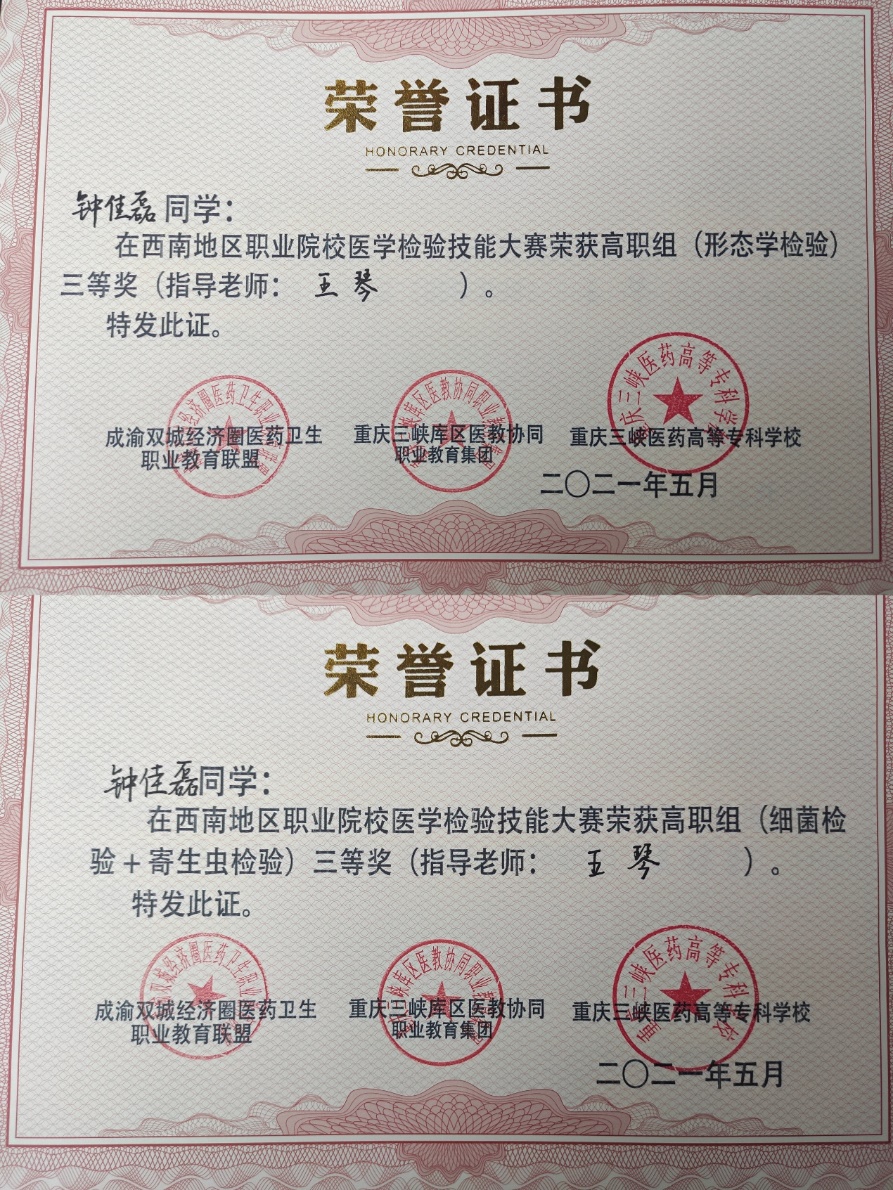 荣誉证书
HONORARY CREDENTIAL
钟佳磊同学：
在西南地区职业院校医学检验技能大赛荣获高职组（形态学检验）
三等奖（指导老师： 王琴 ）。
特发此证。
成渝双城经济圈医药卫生
职业教育联盟
重庆三峡库区医教协同
职业教育集团
重庆三峡医药高等专科学校
二〇二一年五月
荣誉证书
HONORARY CREDENTIAL
钟佳磊同学：
在西南地区职业院校医学检验技能大赛荣获高职组（细菌检
验+寄生虫检验）三等奖（指导老师： 王琴 ）。
特发此证。
成渝双城经济圈医药卫生
职业教育联盟
重庆三峡库区医教协同
职业教育集团
重庆三峡医药高等专科学校
二〇二一年五月